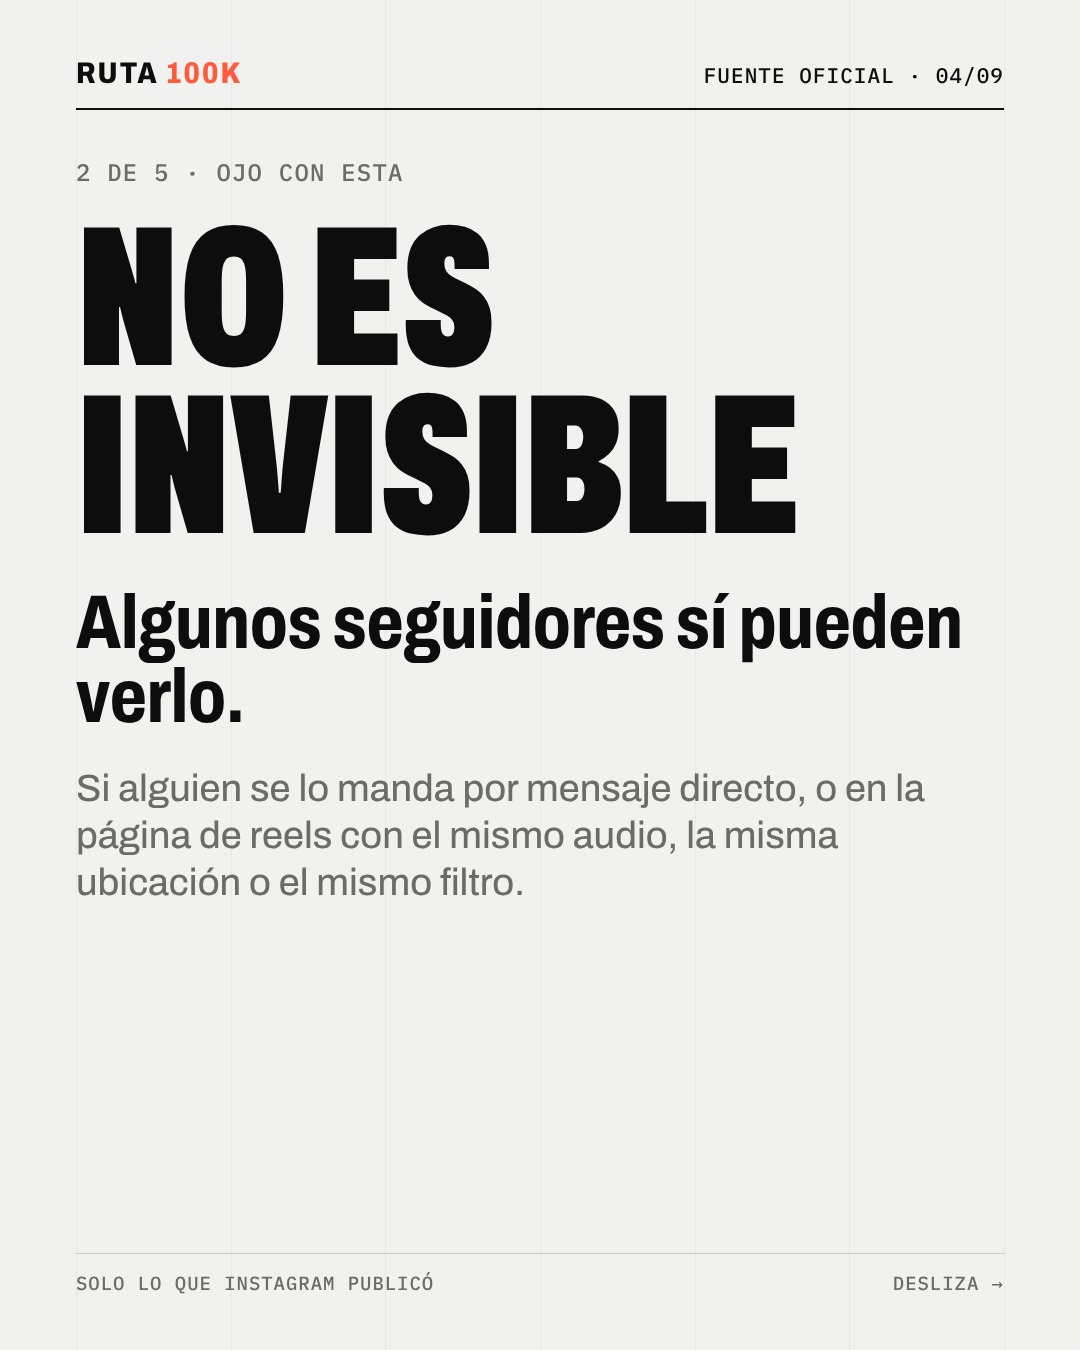 RUTA 100K
FUENTE OFICIAL · 04/09
2 DE 5 · OJO CON ESTA
NO ES
INVISIBLE
Algunos seguidores sí pueden
verlo.
Si alguien se lo manda por mensaje directo, o en la
página de reels con el mismo audio, la misma
ubicación o el mismo filtro.
SOLO LO QUE INSTAGRAM PUBLICÓ
DESLIZA →